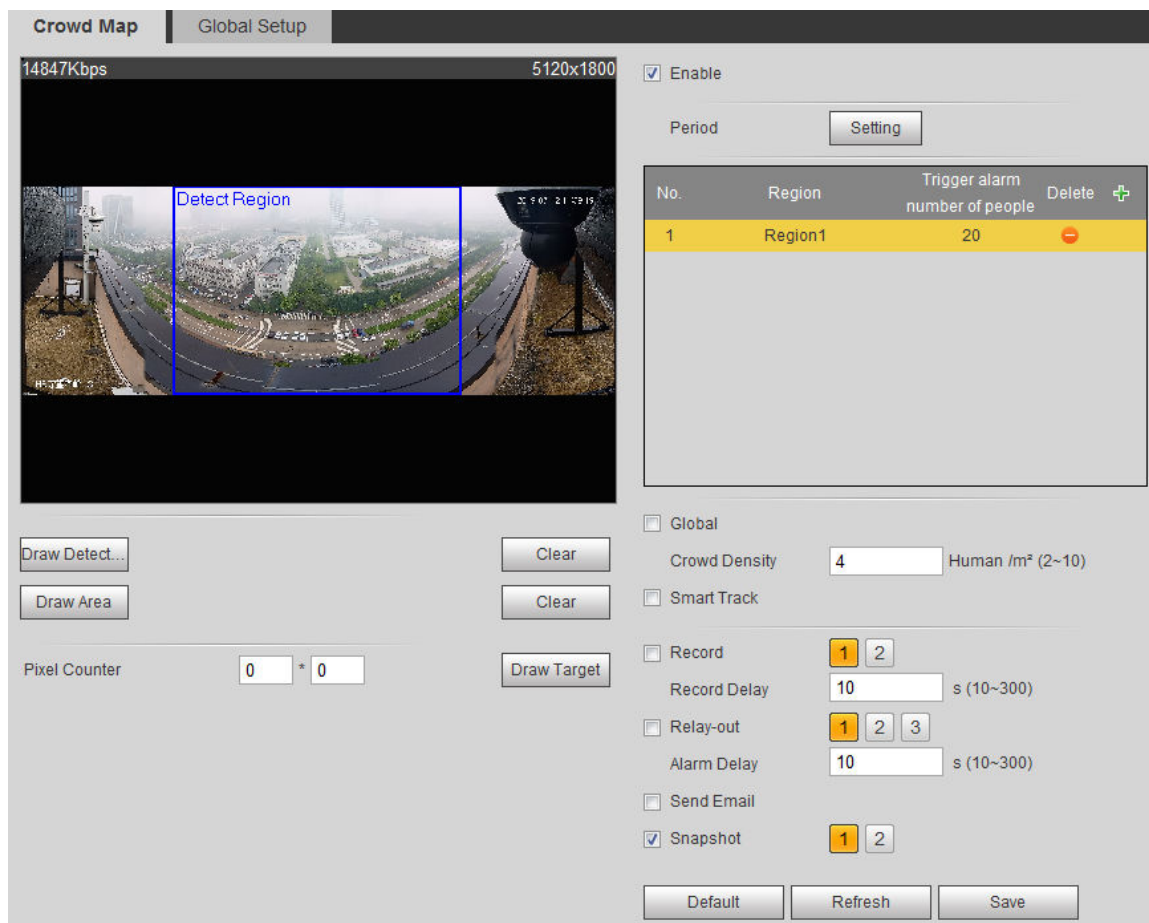 Crowd Map
Global Setup
14847Kbps
5120x1800
Detect Region
Enable
Period
Setting
No.
Region
Trigger alarm
number of people
Delete
1
Region1
20
Draw Detect...
Clear
Draw Area
Clear
Pixel Counter
0 * 0
Draw Target
Global
Crowd Density
4
Human /m² (2~10)
Smart Track
Record
1 2
Record Delay
10
s (10~300)
Relay-out
1 2 3
Alarm Delay
10
s (10~300)
Send Email
Snapshot
1 2
Default
Refresh
Save